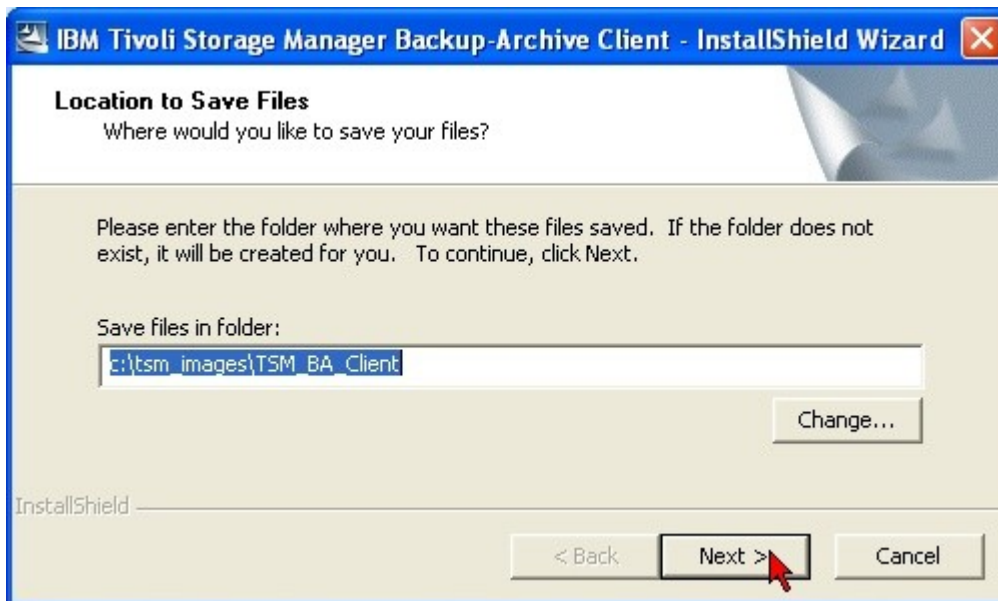 IBM Tivoli Storage Manager Backup-Archive Client - InstallShield Wizard
Location to Save Files
Where would you like to save your files?
Please enter the folder where you want these files saved.  If the folder does not
exist, it will be created for you.   To continue, click Next.
Save files in folder:
c:\tsm_images\TSM_BA_Client
Change...
InstallShield
< Back
Next >
Cancel